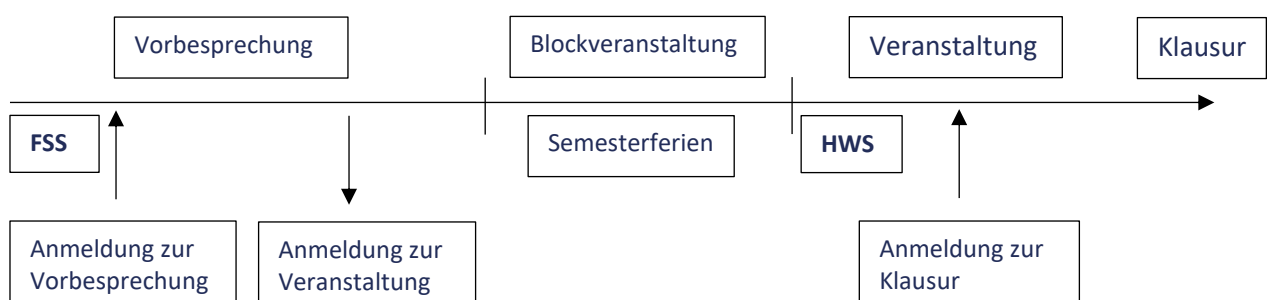 Vorbesprechung
Blockveranstaltung
Veranstaltung
Klausur
FSS
Semesterferien
HWS
Anmeldung zur
Vorbesprechung
Anmeldung zur
Veranstaltung
Anmeldung zur
Klausur